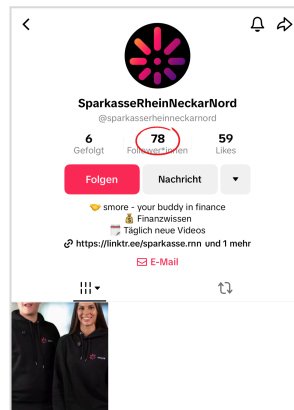 SparkasseRheinNeckarNord
@sparkasserheinneckarnord
6 78 59
Gefolgt Follower*innen Likes
Folgen Nachricht
🤝 smore - your buddy in finance
💰 Finanzwissen
🗓️ Täglich neue Videos
https://linktr.ee/sparkasse.rnn und 1 mehr
E-Mail